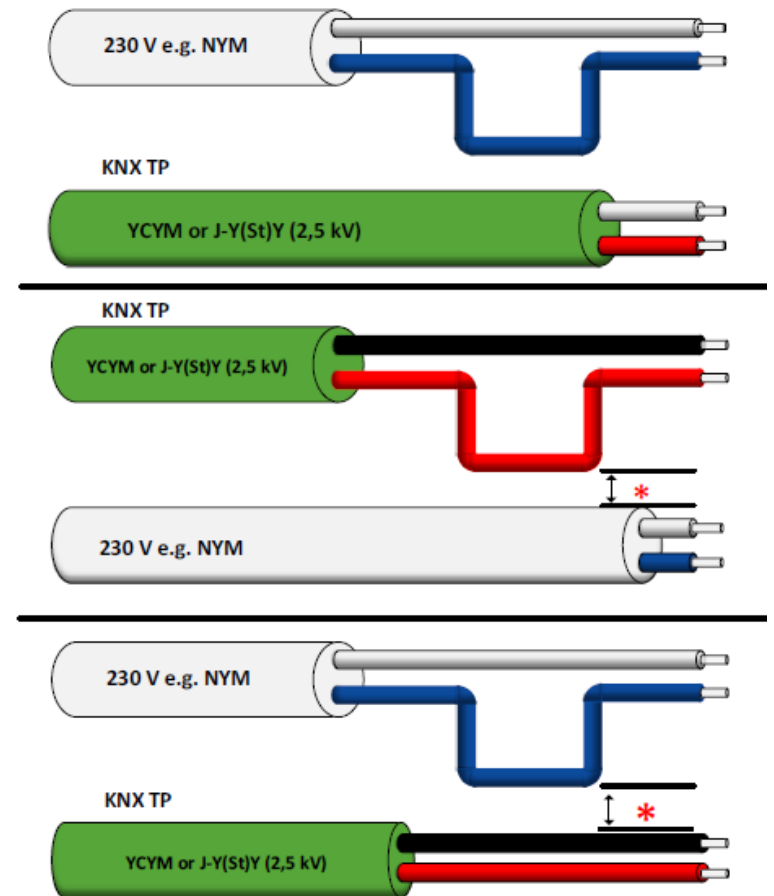 230 V e.g. NYM
KNX TP
YCYM or J-Y(St)Y (2,5 kV)
KNX TP
YCYM or J-Y(St)Y (2,5 kV)
*
230 V e.g. NYM
230 V e.g. NYM
KNX TP
*
YCYM or J-Y(St)Y (2,5 kV)